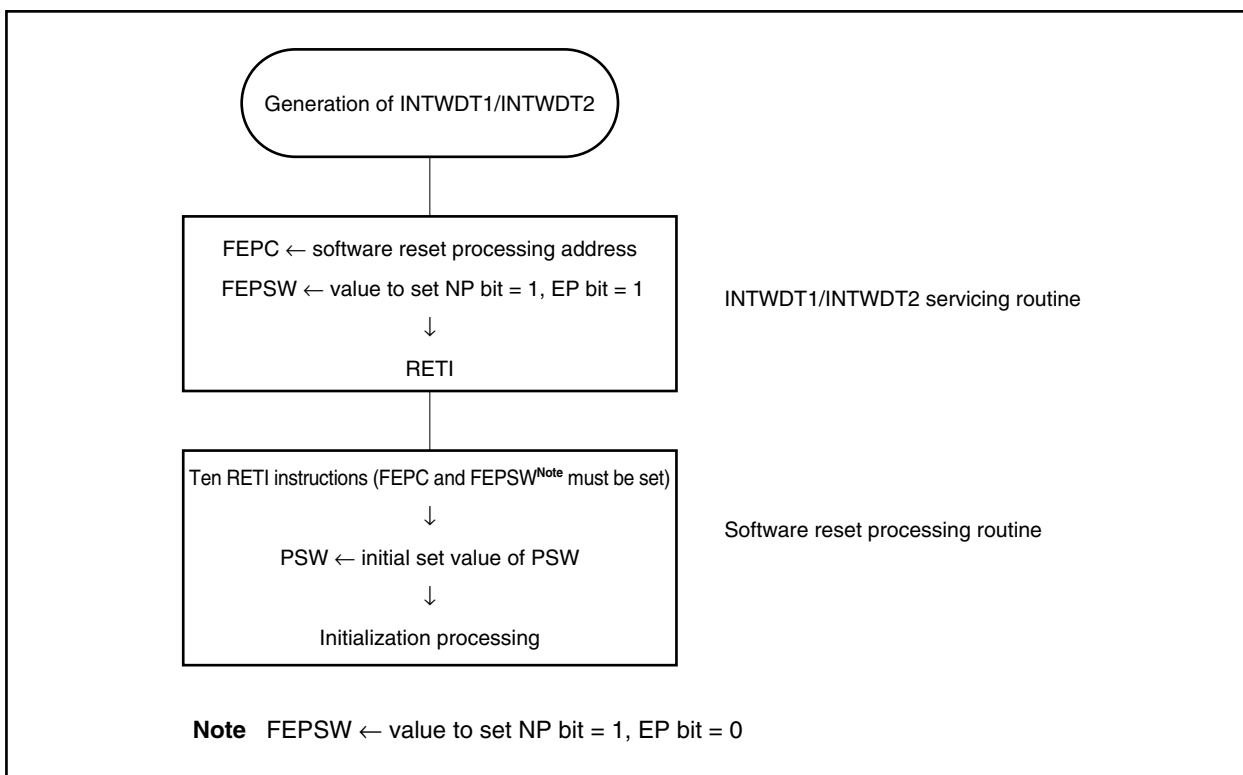 Generation of INTWDT1/INTWDT2
FEPC ← software reset processing address
FEPSW ← value to set NP bit = 1, EP bit = 1
↓
RETI
INTWDT1/INTWDT2 servicing routine
Ten RETI instructions (FEPC and FEPSWNote must be set)
↓
PSW ← initial set value of PSW
↓
Initialization processing
Software reset processing routine
Note FEPSW ← value to set NP bit = 1, EP bit = 0